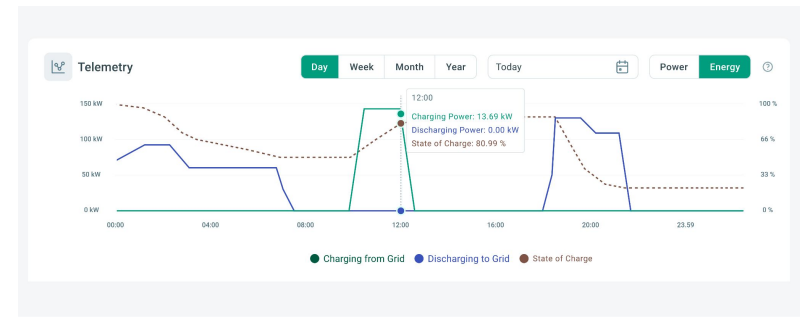 Telemetry
Day Week Month Year
Today
Power Energy
?
12:00
Charging Power: 13.69 kW
Discharging Power: 0.00 kW
State of Charge: 80.99 %
150 kW
100 kW
50 kW
0 kW
100 %
66 %
33 %
0 %
00:00 04:00 08:00 12:00 16:00 20:00 23.59
Charging from Grid Discharging to Grid State of Charge